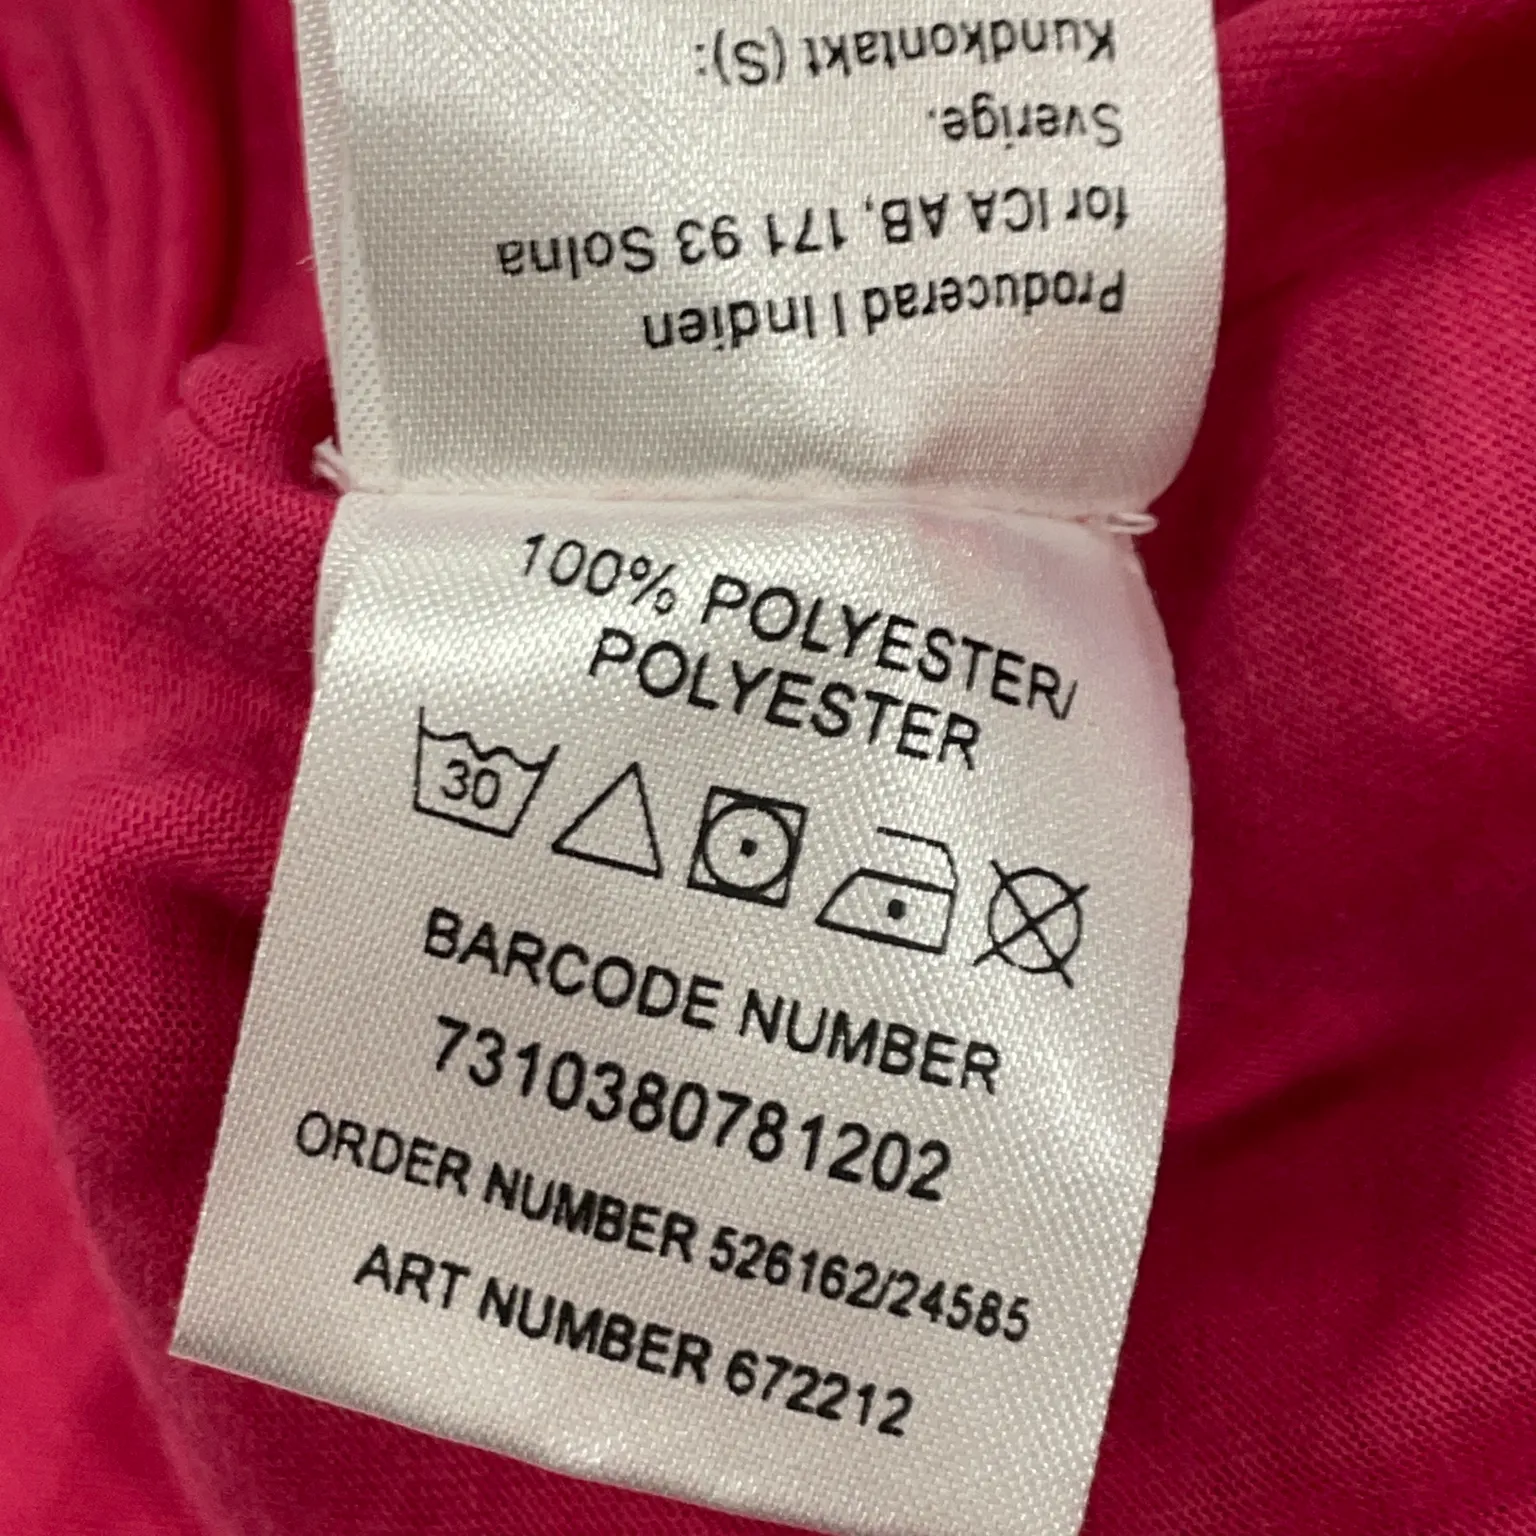 Producerad I Indien
for ICA AB, 171 93 Solna
Sverige.
Kundkontakt (S):
100% POLYESTER/
POLYESTER
30
BARCODE NUMBER
7310380781202
ORDER NUMBER 526162/24585
ART NUMBER 672212